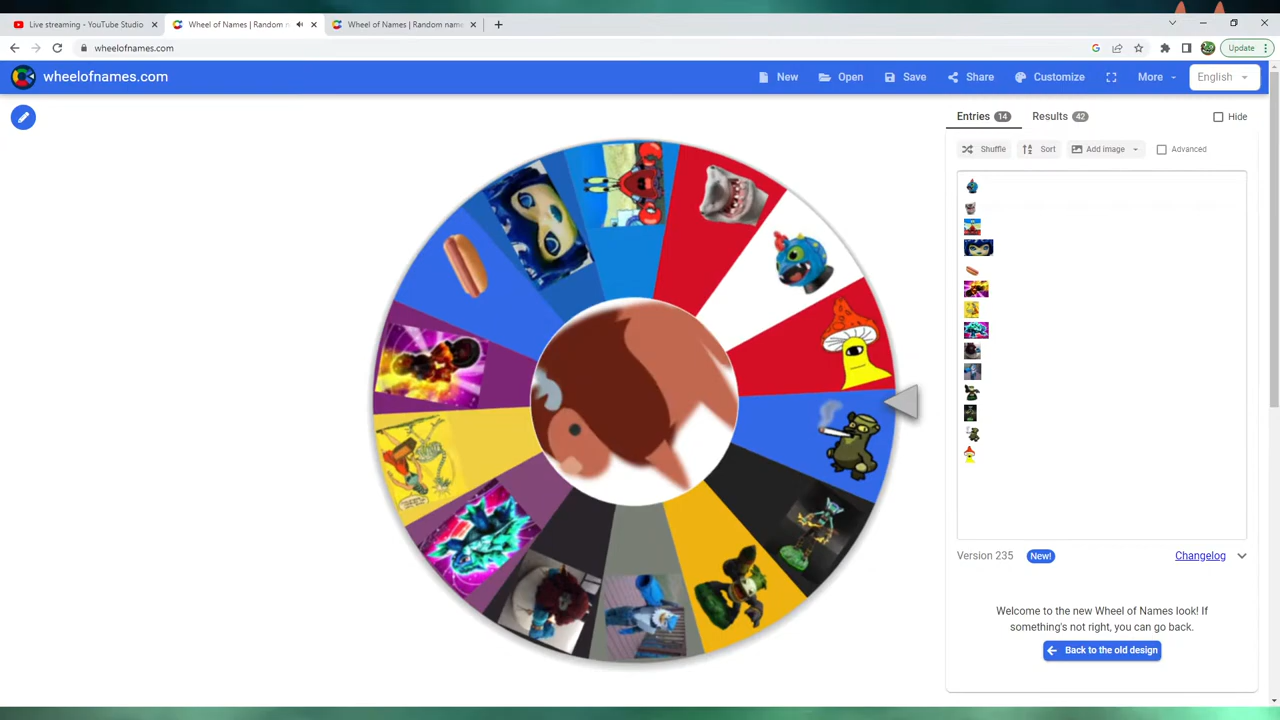 Live streaming - YouTube Studio
Wheel of Names | Random n
Wheel of Names | Random name
wheelofnames.com
Update
wheelofnames.com
New
Open
Save
Share
Customize
More
English
Entries 14
Results 42
Hide
Shuffle
Sort
Add image
Advanced
Version 235
New!
Changelog
Welcome to the new Wheel of Names look! If
something's not right, you can go back.
Back to the old design